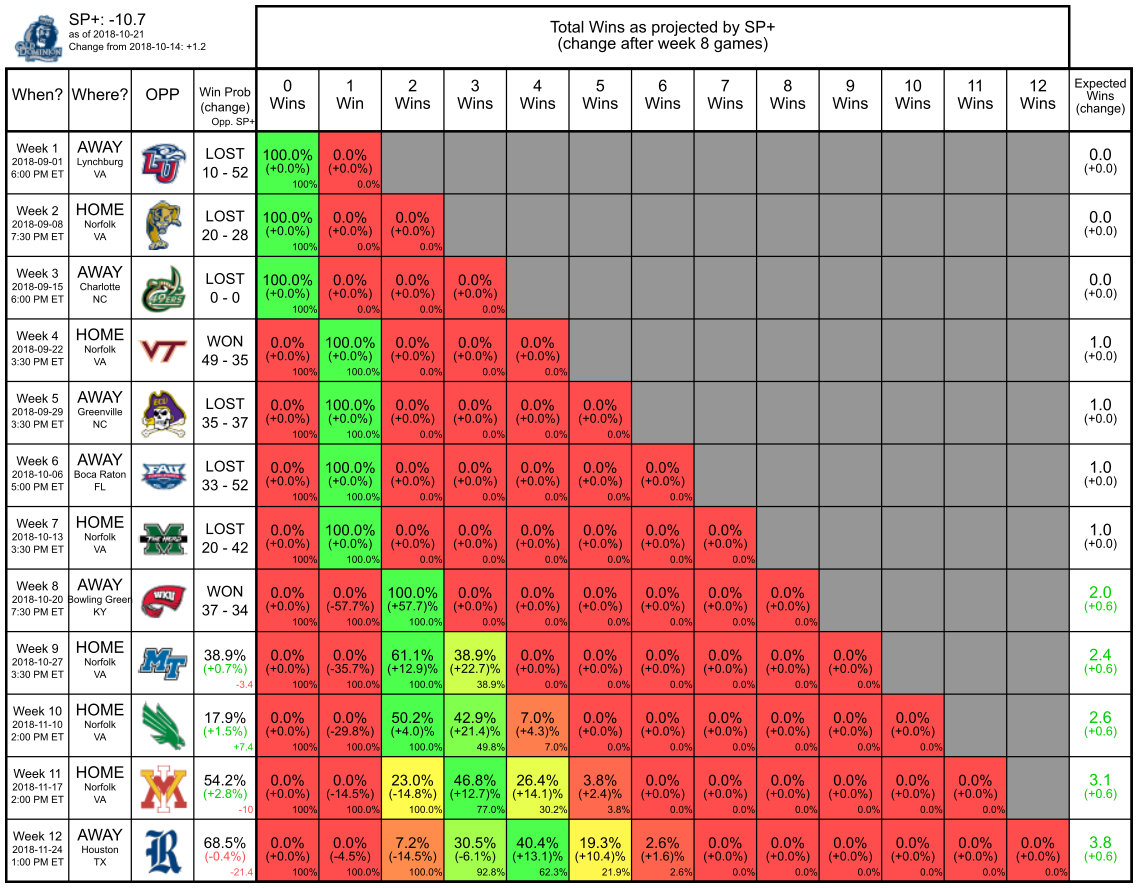 SP+: -10.7
as of 2018-10-21
Change from 2018-10-14: +1.2
Total Wins as projected by SP+
(change after week 8 games)
When? Where? OPP Win Prob (change) Opp. SP+ 0 Wins 1 Win 2 Wins 3 Wins 4 Wins 5 Wins 6 Wins 7 Wins 8 Wins 9 Wins 10 Wins 11 Wins 12 Wins Expected Wins (change)
Week 1 AWAY LOST 100.0% 0.0% 0.0
2018-09-01 Lynchburg LU (+0.0%) (+0.0%) (+0.0)
6:00 PM ET VA 10 - 52 100% 0.0%
Week 2 HOME LOST 100.0% 0.0% 0.0% 0.0
2018-09-08 Norfolk (+0.0%) (+0.0%) (+0.0%) (+0.0)
7:30 PM ET VA 20 - 28 100% 0.0% 0.0%
Week 3 AWAY LOST 100.0% 0.0% 0.0% 0.0% 0.0
2018-09-15 Charlotte 49ERS (+0.0%) (+0.0%) (+0.0%) (+0.0%) (+0.0)
6:00 PM ET NC 0 - 0 100% 0.0% 0.0% 0.0%
Week 4 HOME WON 0.0% 100.0% 0.0% 0.0% 0.0% 1.0
2018-09-22 Norfolk VT (+0.0%) (+0.0%) (+0.0%) (+0.0%) (+0.0%) (+0.0)
3:30 PM ET VA 49 - 35 100% 100.0% 0.0% 0.0% 0.0%
Week 5 AWAY LOST 0.0% 100.0% 0.0% 0.0% 0.0% 0.0% 1.0
2018-09-29 Greenville ECU (+0.0%) (+0.0%) (+0.0%) (+0.0%) (+0.0%) (+0.0%) (+0.0)
3:30 PM ET NC 35 - 37 100% 100.0% 0.0% 0.0% 0.0% 0.0%
Week 6 AWAY LOST 0.0% 100.0% 0.0% 0.0% 0.0% 0.0% 0.0% 1.0
2018-10-06 Boca Raton FAU (+0.0%) (+0.0%) (+0.0%) (+0.0%) (+0.0%) (+0.0%) (+0.0%) (+0.0)
5:00 PM ET FL 33 - 52 100% 100.0% 0.0% 0.0% 0.0% 0.0% 0.0%
Week 7 HOME LOST 0.0% 100.0% 0.0% 0.0% 0.0% 0.0% 0.0% 0.0% 1.0
2018-10-13 Norfolk M THE HERD (+0.0%) (+0.0%) (+0.0%) (+0.0%) (+0.0%) (+0.0%) (+0.0%) (+0.0%) (+0.0)
3:30 PM ET VA 20 - 42 100% 100.0% 0.0% 0.0% 0.0% 0.0% 0.0% 0.0%
Week 8 AWAY WON 0.0% 0.0% 100.0% 0.0% 0.0% 0.0% 0.0% 0.0% 0.0% 2.0
2018-10-20 Bowling Green WKU (+0.0%) (-57.7%) (+57.7)% (+0.0%) (+0.0%) (+0.0%) (+0.0%) (+0.0%) (+0.0%) (+0.6)
7:30 PM ET KY 37 - 34 100% 100.0% 100.0% 0.0% 0.0% 0.0% 0.0% 0.0% 0.0%
Week 9 HOME 38.9% 0.0% 0.0% 61.1% 38.9% 0.0% 0.0% 0.0% 0.0% 0.0% 0.0% 2.4
2018-10-27 Norfolk MT (+0.7%) (+0.0%) (-35.7%) (+12.9)% (+22.7)% (+0.0%) (+0.0%) (+0.0%) (+0.0%) (+0.0%) (+0.0%) (+0.6)
3:30 PM ET VA -3.4 100% 100.0% 100.0% 38.9% 0.0% 0.0% 0.0% 0.0% 0.0% 0.0%
Week 10 HOME 17.9% 0.0% 0.0% 50.2% 42.9% 7.0% 0.0% 0.0% 0.0% 0.0% 0.0% 0.0% 2.6
2018-11-10 Norfolk (+1.5%) (+0.0%) (-29.8%) (+4.0)% (+21.4)% (+4.3)% (+0.0%) (+0.0%) (+0.0%) (+0.0%) (+0.0%) (+0.0%) (+0.6)
2:00 PM ET VA +7.4 100% 100.0% 100.0% 49.8% 7.0% 0.0% 0.0% 0.0% 0.0% 0.0% 0.0%
Week 11 HOME 54.2% 0.0% 0.0% 23.0% 46.8% 26.4% 3.8% 0.0% 0.0% 0.0% 0.0% 0.0% 0.0% 3.1
2018-11-17 Norfolk (+2.8%) (+0.0%) (-14.5%) (-14.8%) (+12.7)% (+14.1)% (+2.4)% (+0.0%) (+0.0%) (+0.0%) (+0.0%) (+0.0%) (+0.0%) (+0.6)
2:00 PM ET VA -10 100% 100.0% 100.0% 77.0% 30.2% 3.8% 0.0% 0.0% 0.0% 0.0% 0.0% 0.0%
Week 12 AWAY 68.5% 0.0% 0.0% 7.2% 30.5% 40.4% 19.3% 2.6% 0.0% 0.0% 0.0% 0.0% 0.0% 0.0% 3.8
2018-11-24 Houston R (-0.4%) (+0.0%) (-4.5%) (-14.5%) (-6.1%) (+13.1)% (+10.4)% (+1.6)% (+0.0%) (+0.0%) (+0.0%) (+0.0%) (+0.0%) (+0.0%) (+0.6)
1:00 PM ET TX -21.4 100% 100.0% 100.0% 92.8% 62.3% 21.9% 2.6% 0.0% 0.0% 0.0% 0.0% 0.0% 0.0%